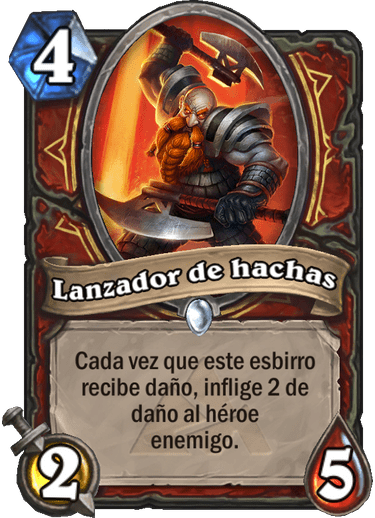 4
Lanzador de hachas
Cada vez que este esbirro
recibe daño, inflige 2 de
daño al héroe
enemigo.
2
5